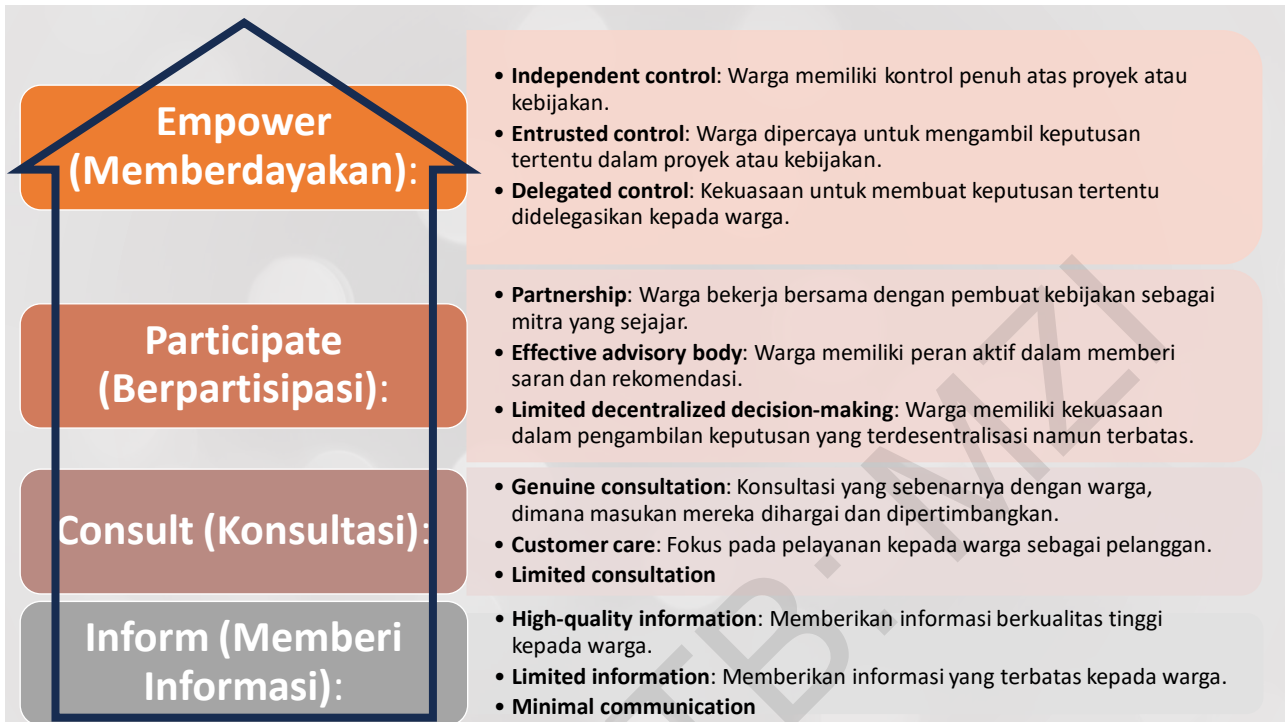 Empower
(Memberdayakan):
• Independent control: Warga memiliki kontrol penuh atas proyek atau
kebijakan.
• Entrusted control: Warga dipercaya untuk mengambil keputusan
tertentu dalam proyek atau kebijakan.
• Delegated control: Kekuasaan untuk membuat keputusan tertentu
didelegasikan kepada warga.
Participate
(Berpartisipasi):
• Partnership: Warga bekerja bersama dengan pembuat kebijakan sebagai
mitra yang sejajar.
• Effective advisory body: Warga memiliki peran aktif dalam memberi
saran dan rekomendasi.
• Limited decentralized decision-making: Warga memiliki kekuasaan
dalam pengambilan keputusan yang terdesentralisasi namun terbatas.
Consult (Konsultasi):
• Genuine consultation: Konsultasi yang sebenarnya dengan warga,
dimana masukan mereka dihargai dan dipertimbangkan.
• Customer care: Fokus pada pelayanan kepada warga sebagai pelanggan.
• Limited consultation
Inform (Memberi
Informasi):
• High-quality information: Memberikan informasi berkualitas tinggi
kepada warga.
• Limited information: Memberikan informasi yang terbatas kepada warga.
• Minimal communication
TB: MZI